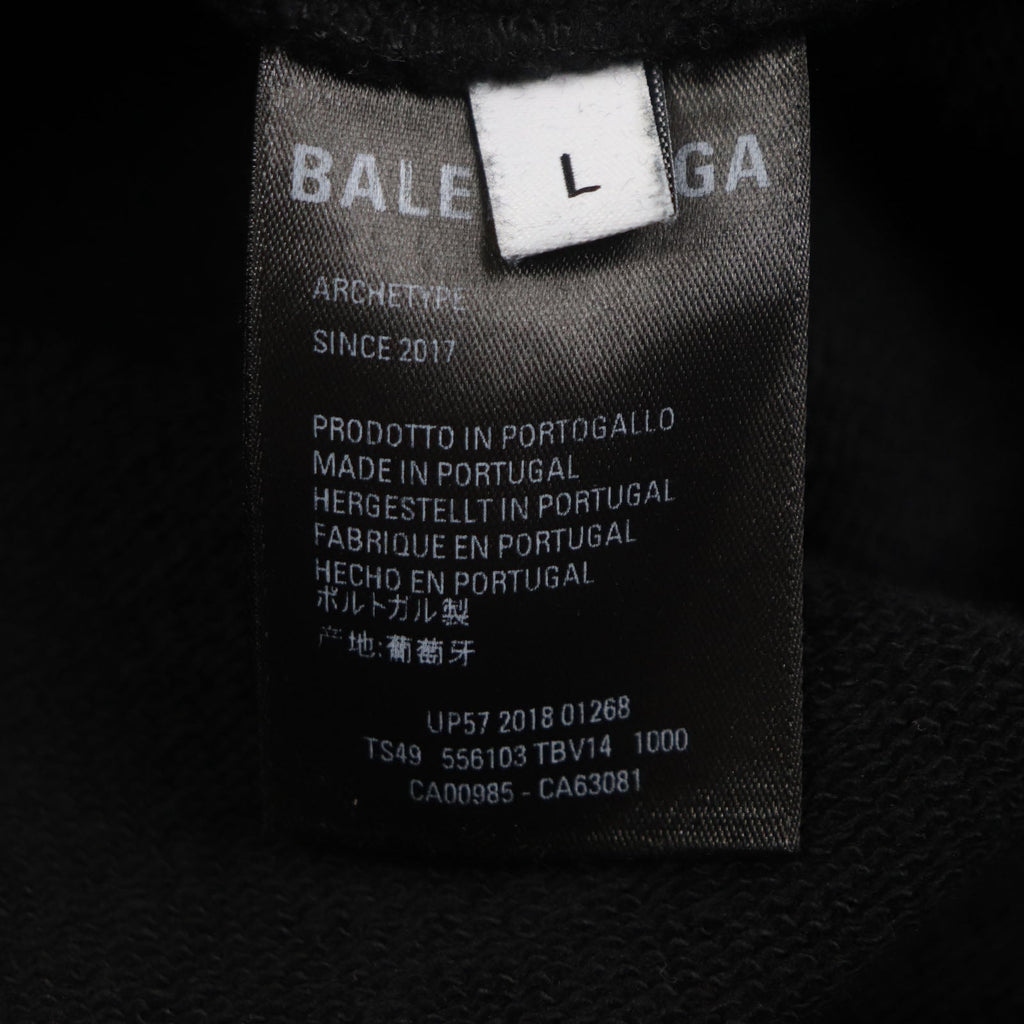 BALE GA
L
ARCHETYPE
SINCE 2017
PRODOTTO IN PORTOGALLO
MADE IN PORTUGAL
HERGESTELLT IN PORTUGAL
FABRIQUE EN PORTUGAL
HECHO EN PORTUGAL
ポルトガル製
产地:葡萄牙
UP57 2018 01268
TS49 556103 TBV14 1000
CA00985 - CA63081